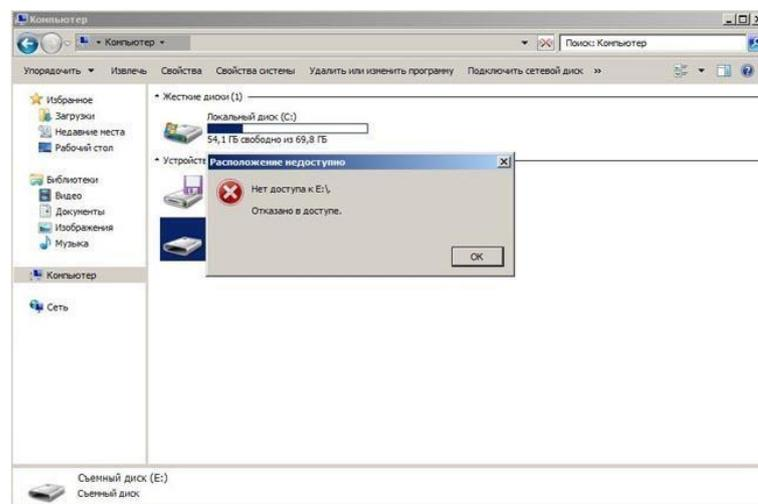 Компьютер
Компьютер
Поиск: Компьютер
Упорядочить
Извлечь
Свойства
Свойства системы
Удалить или изменить программу
Подключить сетевой диск »
Избранное
Загрузки
Недавние места
Рабочий стол
Библиотеки
Видео
Документы
Изображения
Музыка
Компьютер
Сеть
Жесткие диски (1)
Локальный диск (C:)
54,1 ГБ свободно из 69,8 ГБ
Устройств
Расположение недоступно
Нет доступа к E:\.
Отказано в доступе.
OK
Съемный диск (E:)
Съемный диск